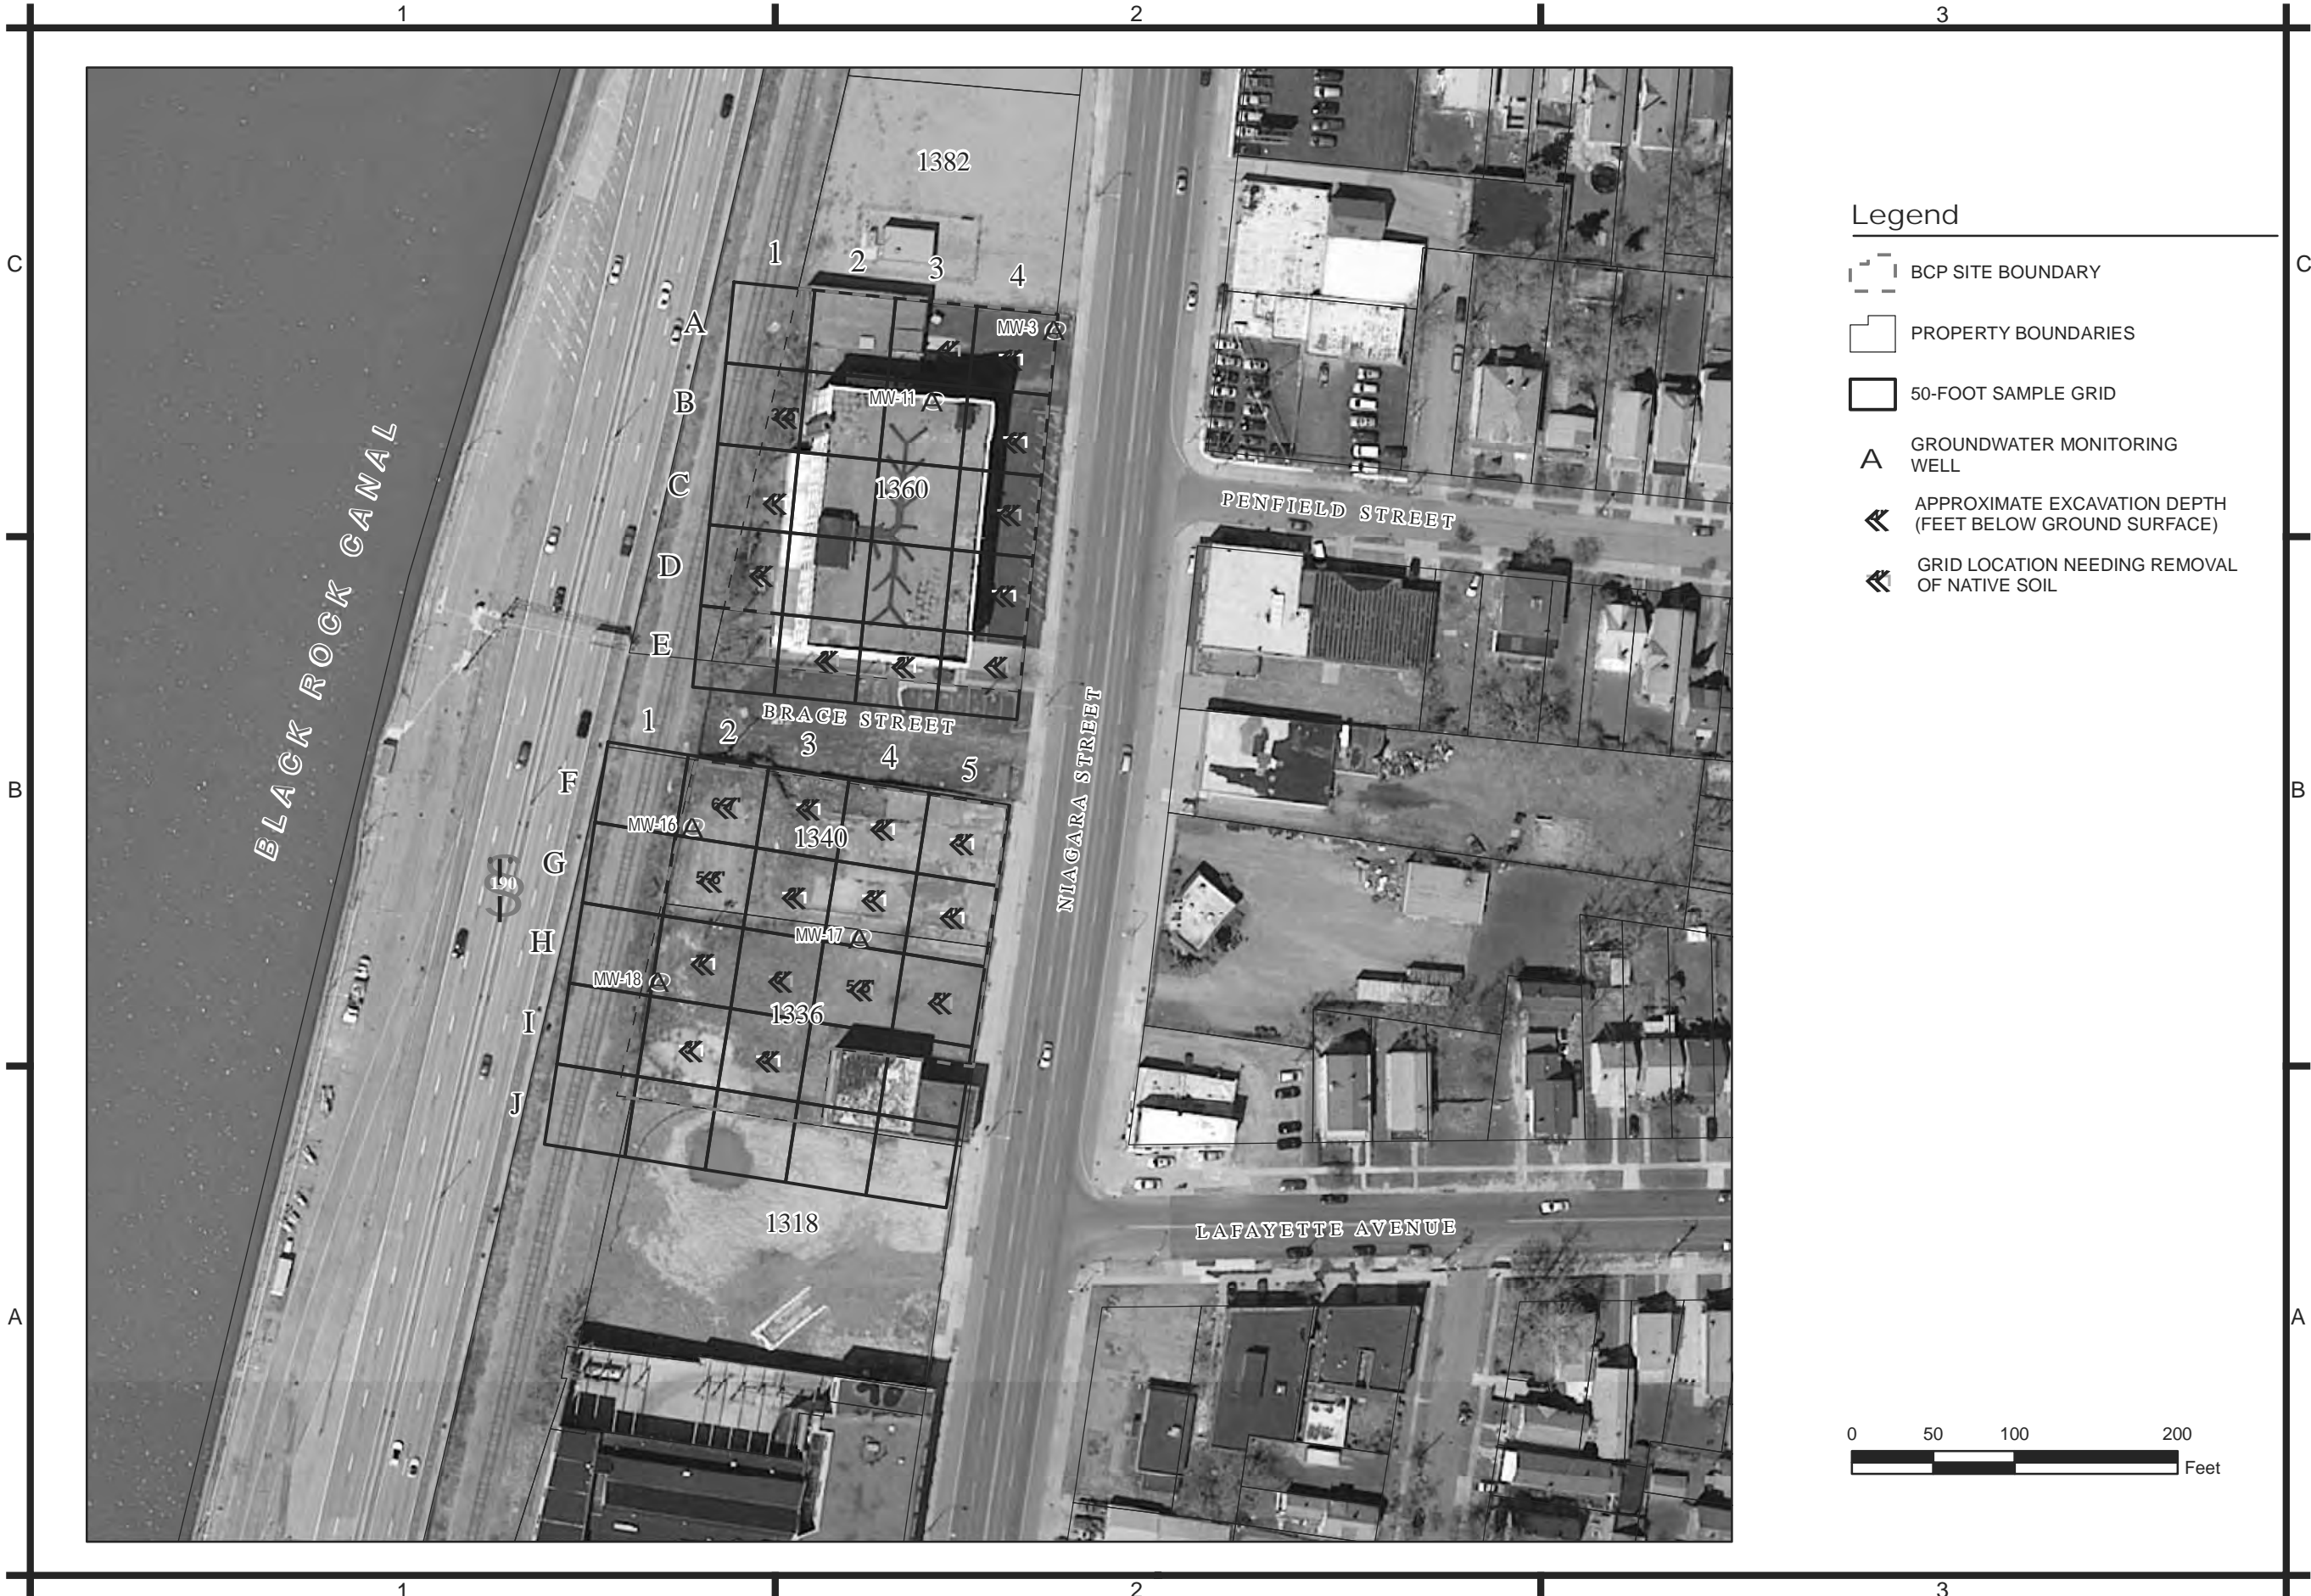 1 2 3
C C
1382
1 2 3 4
A
MW-3
B
MW-11
C
1360
PENFIELD STREET
D
E
BRACE STREET
1 2 3 4 5
NIAGARA STREET
BLACK ROCK CANAL
B B
F
MW-16
1340
G
190
H
MW-17
MW-18
I
1336
J
1318
LAFAYETTE AVENUE
A A
Legend
BCP SITE BOUNDARY
PROPERTY BOUNDARIES
50-FOOT SAMPLE GRID
A
GROUNDWATER MONITORING
WELL
APPROXIMATE EXCAVATION DEPTH
(FEET BELOW GROUND SURFACE)
GRID LOCATION NEEDING REMOVAL
OF NATIVE SOIL
0 50 100 200
Feet
1 2 3